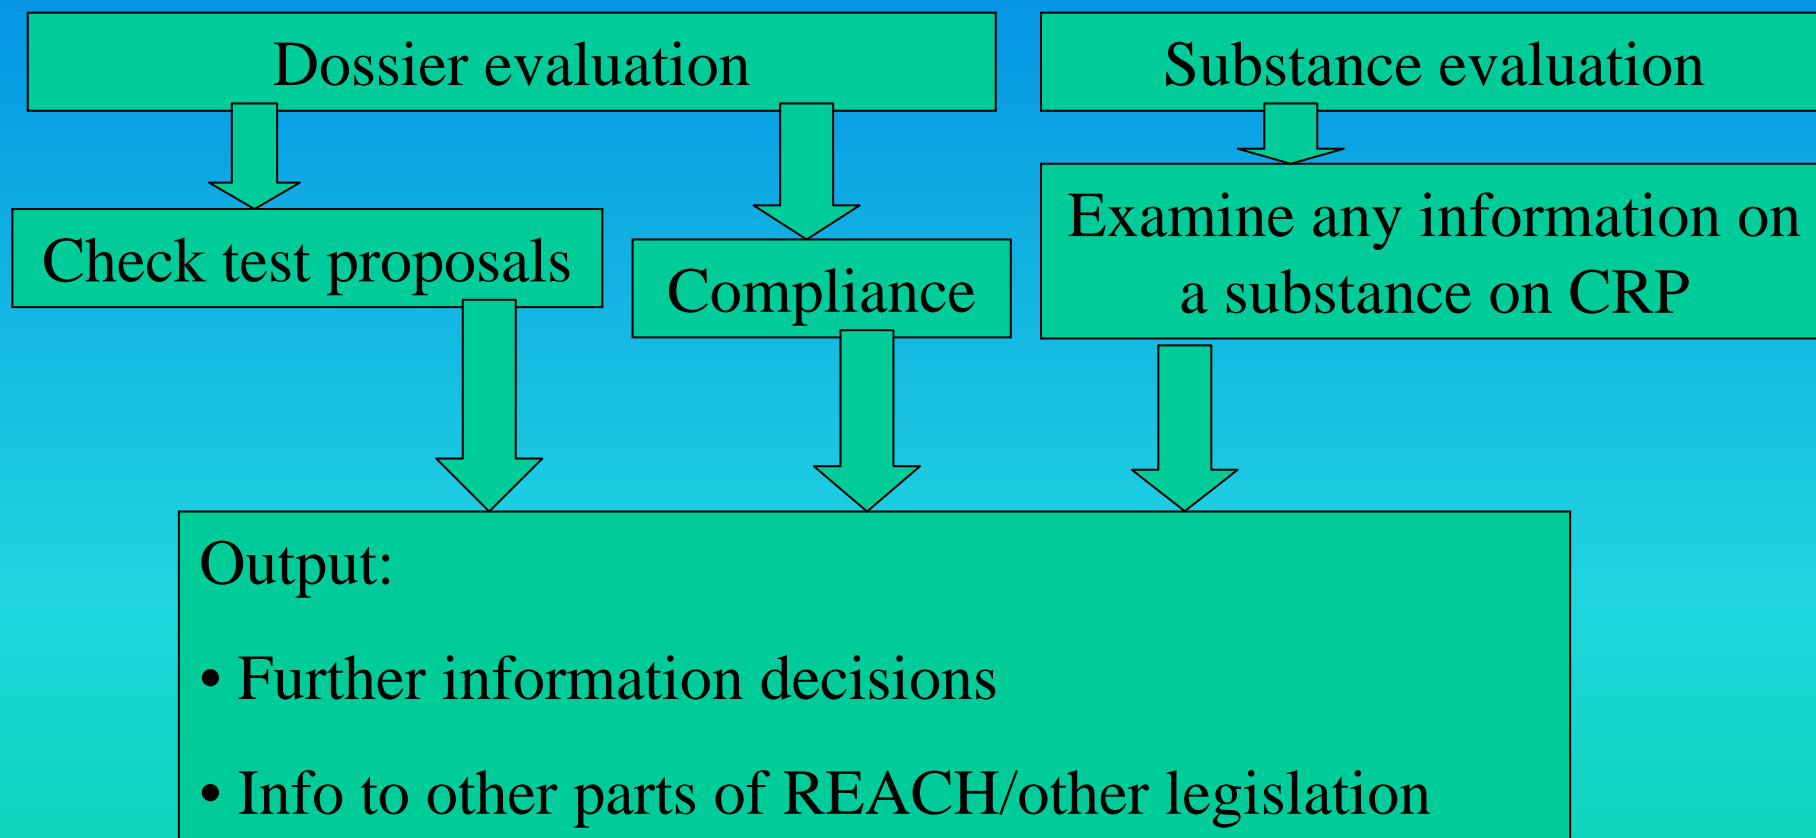 Dossier evaluation
Substance evaluation
Check test proposals
Compliance
Examine any information on
a substance on CRP
Output:
• Further information decisions
• Info to other parts of REACH/other legislation